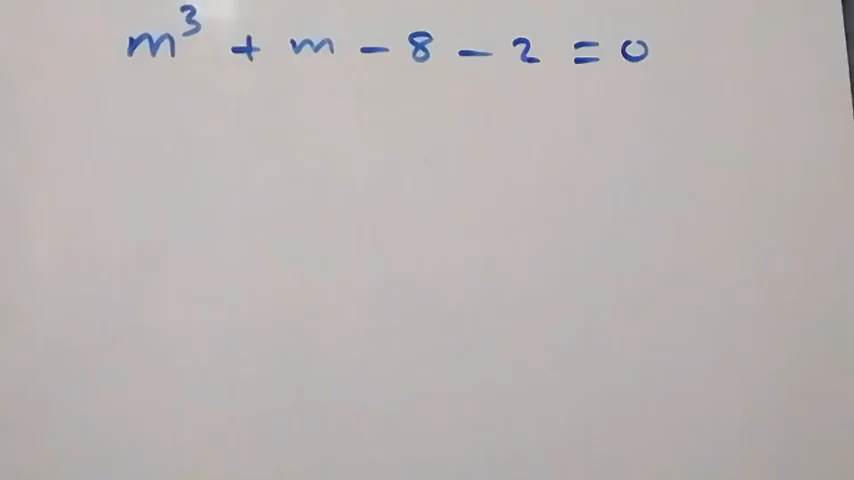 m³ + m - 8 - 2 = 0